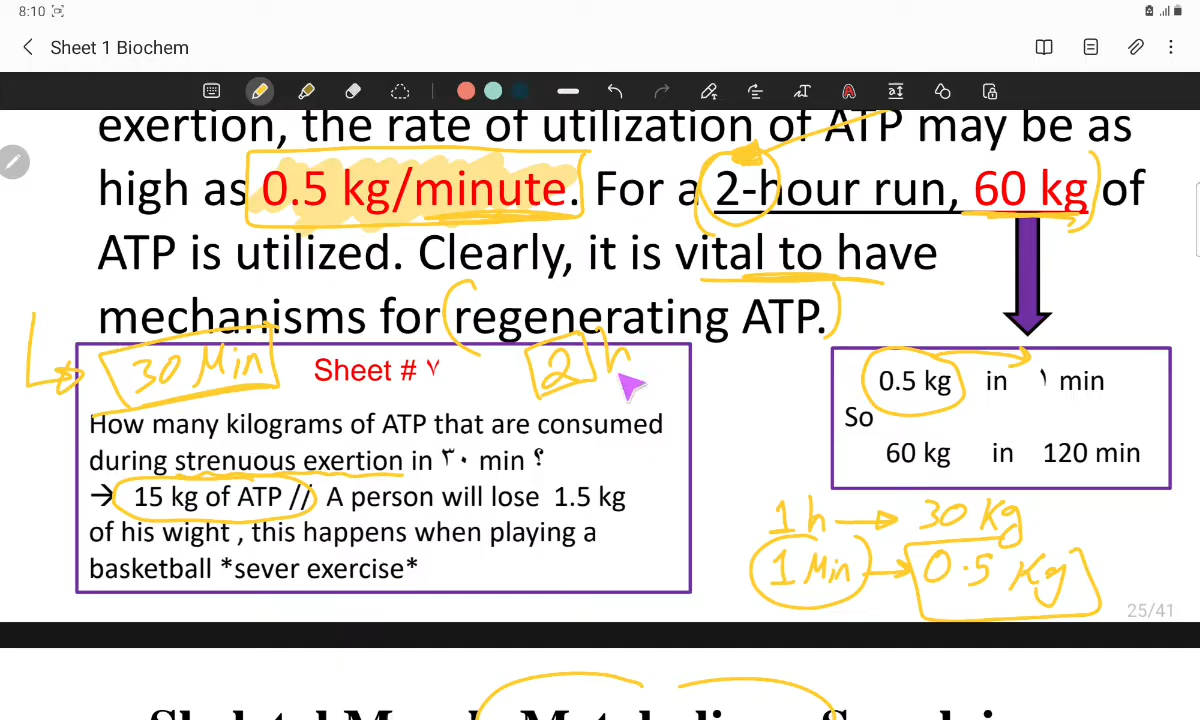 8:10
Sheet 1 Biochem
exertion, the rate of utilization of ATP may be as
high as 0.5 kg/minute. For a 2-hour run, 60 kg of
ATP is utilized. Clearly, it is vital to have
mechanisms for regenerating ATP.
30 Min
Sheet # ٧
2 h
How many kilograms of ATP that are consumed
during strenuous exertion in ٣٠ min ؟
→ 15 kg of ATP // A person will lose 1.5 kg
of his wight , this happens when playing a
basketball *sever exercise*
0.5 kg in ١ min
So
60 kg in 120 min
1 h → 30 Kg
1 Min → 0.5 Kg
25/41